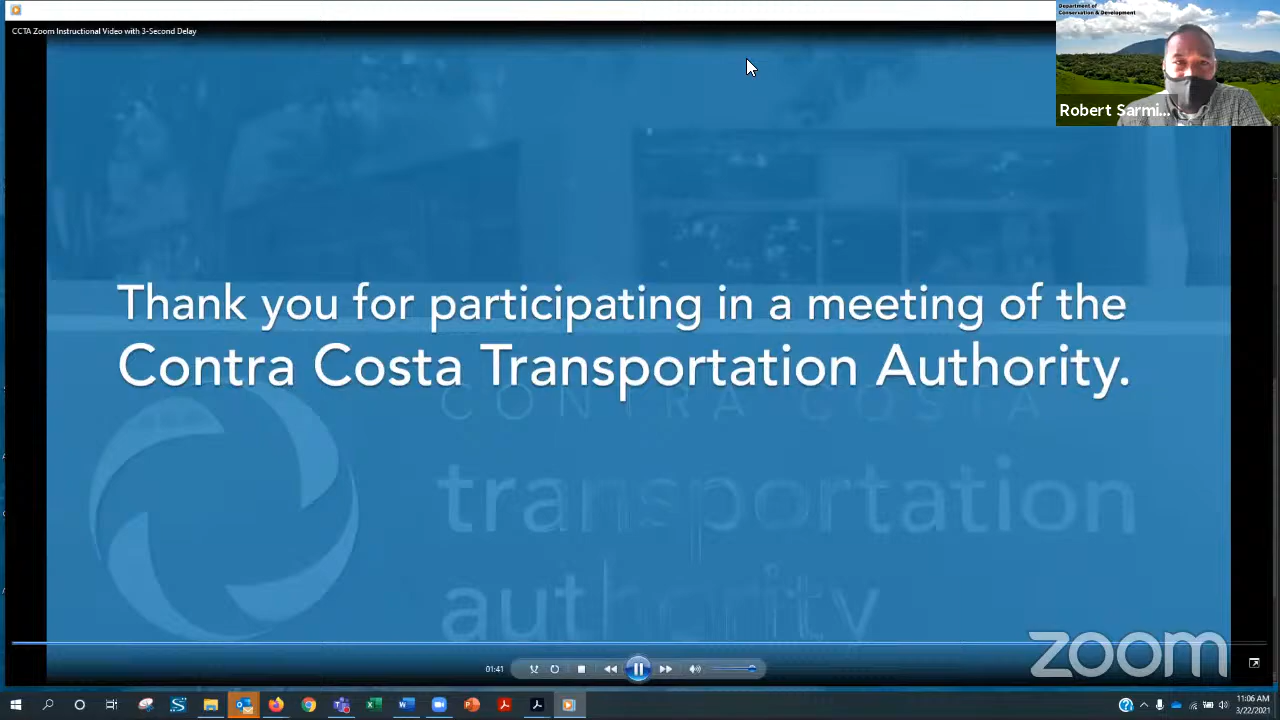 CCTA Zoom Instructional Video with 3-Second Delay
Department of
Conservation & Development
Robert Sarmi...
Thank you for participating in a meeting of the
Contra Costa Transportation Authority.
CONTRA COSTA
transportation
authority
zoom
01:41
11:06 AM
3/22/2021